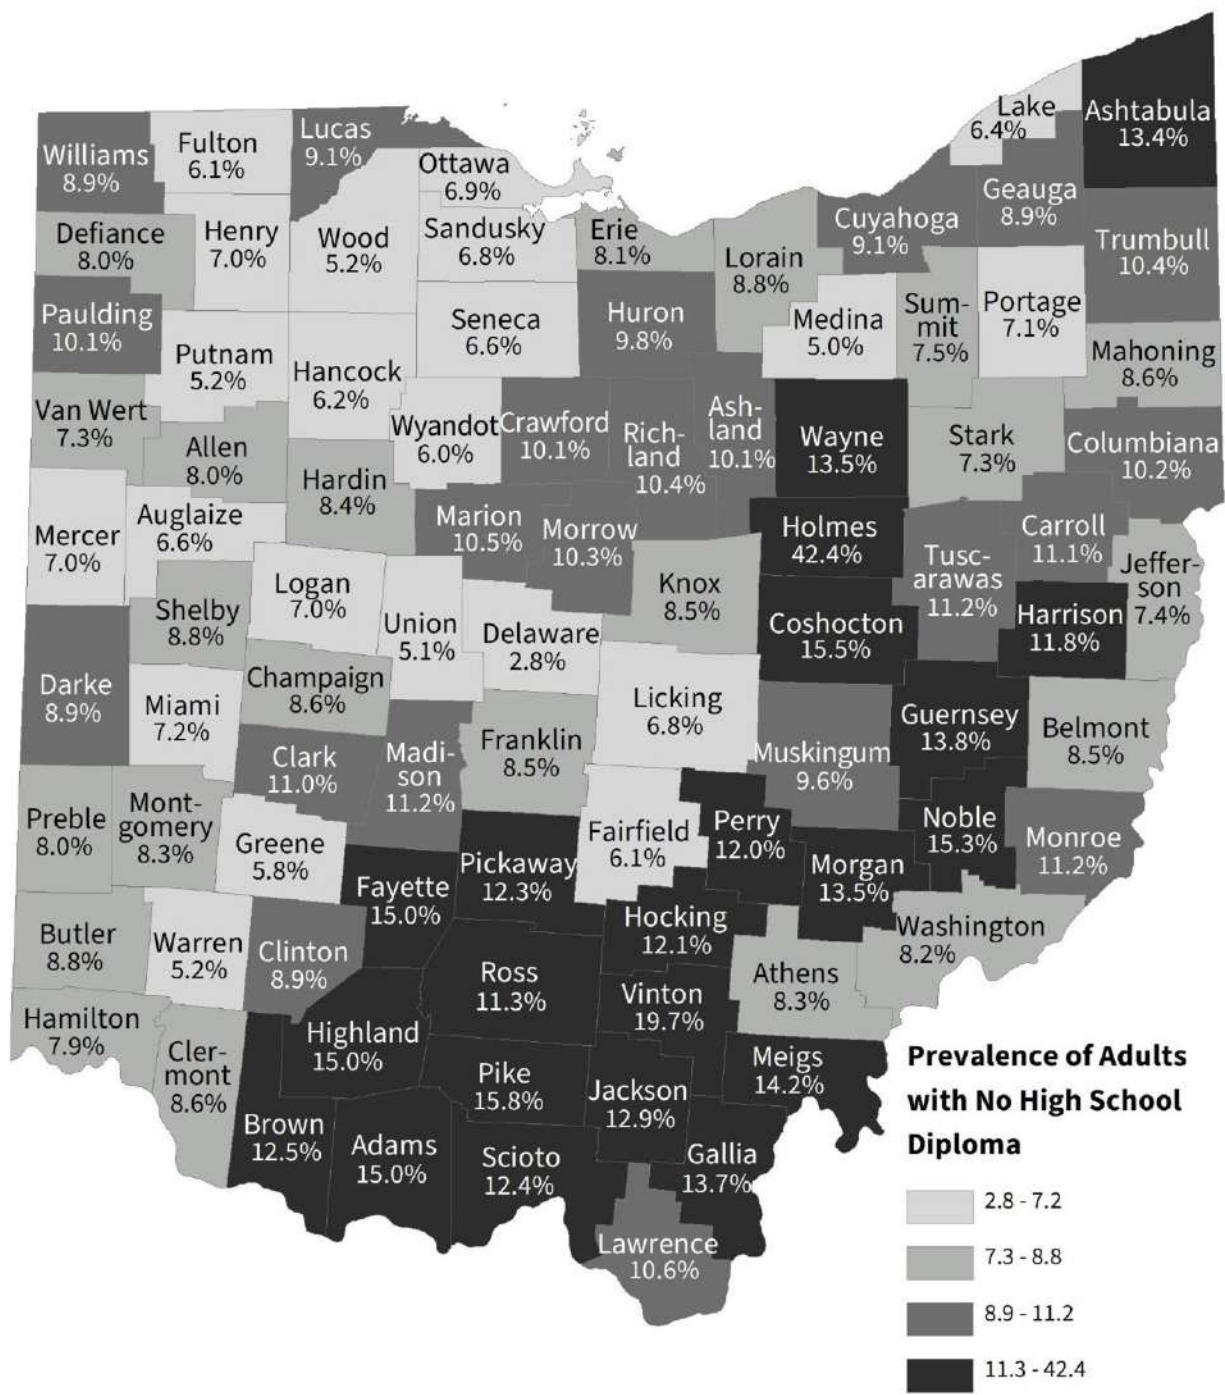 Lake
6.4%
Ashtabula
13.4%
Williams
8.9%
Fulton
6.1%
Lucas
9.1%
Ottawa
6.9%
Geauga
8.9%
Defiance
8.0%
Henry
7.0%
Wood
5.2%
Sandusky
6.8%
Erie
8.1%
Lorain
8.8%
Cuyahoga
9.1%
Trumbull
10.4%
Paulding
10.1%
Putnam
5.2%
Hancock
6.2%
Seneca
6.6%
Huron
9.8%
Medina
5.0%
Sum-
mit
7.5%
Portage
7.1%
Mahoning
8.6%
Van Wert
7.3%
Allen
8.0%
Hardin
8.4%
Wyandot
6.0%
Crawford
10.1%
Rich-
land
10.4%
Ash-
land
10.1%
Wayne
13.5%
Stark
7.3%
Columbiana
10.2%
Mercer
7.0%
Auglaize
6.6%
Marion
10.5%
Morrow
10.3%
Holmes
42.4%
Tusc-
arawas
11.2%
Carroll
11.1%
Jeffer-
son
7.4%
Shelby
8.8%
Logan
7.0%
Union
5.1%
Delaware
2.8%
Knox
8.5%
Coshocton
15.5%
Harrison
11.8%
Darke
8.9%
Miami
7.2%
Champaign
8.6%
Licking
6.8%
Guernsey
13.8%
Belmont
8.5%
Clark
11.0%
Madi-
son
11.2%
Franklin
8.5%
Muskingum
9.6%
Preble
8.0%
Mont-
gomery
8.3%
Greene
5.8%
Fayette
15.0%
Pickaway
12.3%
Fairfield
6.1%
Perry
12.0%
Morgan
13.5%
Noble
15.3%
Monroe
11.2%
Butler
8.8%
Warren
5.2%
Clinton
8.9%
Ross
11.3%
Hocking
12.1%
Athens
8.3%
Washington
8.2%
Hamilton
7.9%
Cler-
mont
8.6%
Highland
15.0%
Pike
15.8%
Vinton
19.7%
Jackson
12.9%
Meigs
14.2%
Brown
12.5%
Adams
15.0%
Scioto
12.4%
Gallia
13.7%
Lawrence
10.6%
Prevalence of Adults
with No High School
Diploma
2.8 - 7.2
7.3 - 8.8
8.9 - 11.2
11.3 - 42.4